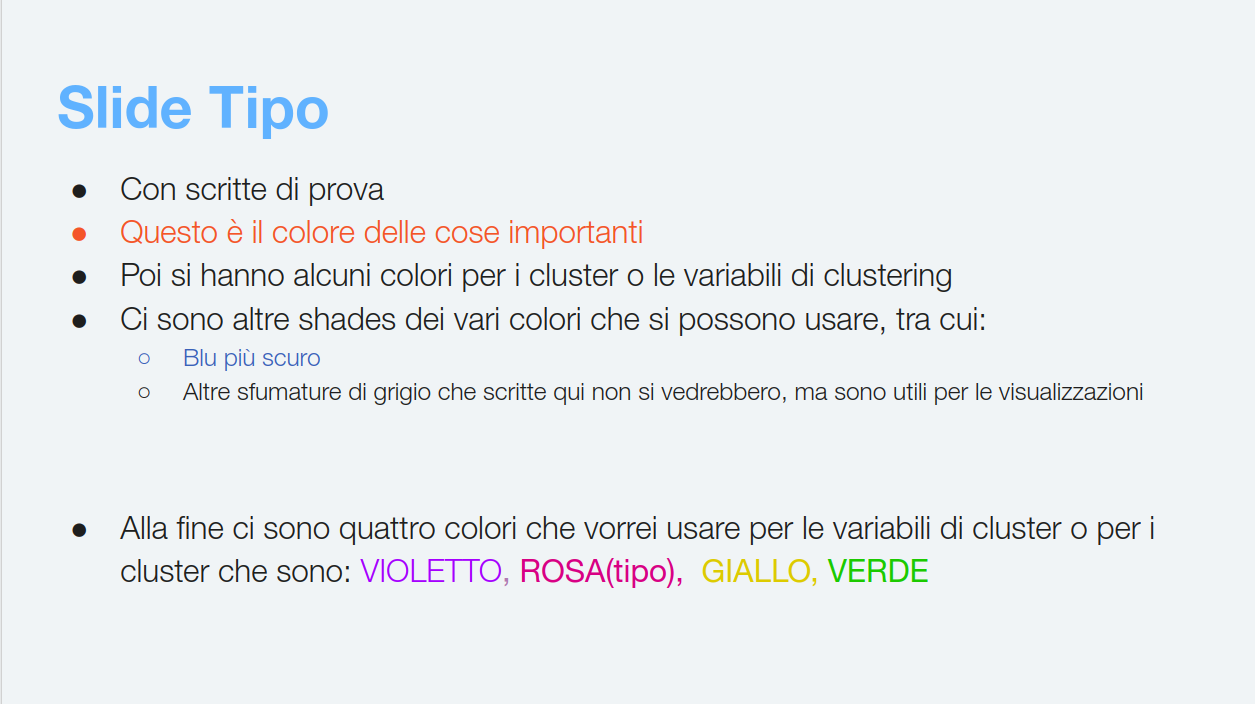 Slide Tipo
● Con scritte di prova
● Questo è il colore delle cose importanti
● Poi si hanno alcuni colori per i cluster o le variabili di clustering
● Ci sono altre shades dei vari colori che si possono usare, tra cui:
○ Blu più scuro
○ Altre sfumature di grigio che scritte qui non si vedrebbero, ma sono utili per le visualizzazioni
● Alla fine ci sono quattro colori che vorrei usare per le variabili di cluster o per i
cluster che sono: VIOLETTO, ROSA(tipo), GIALLO, VERDE